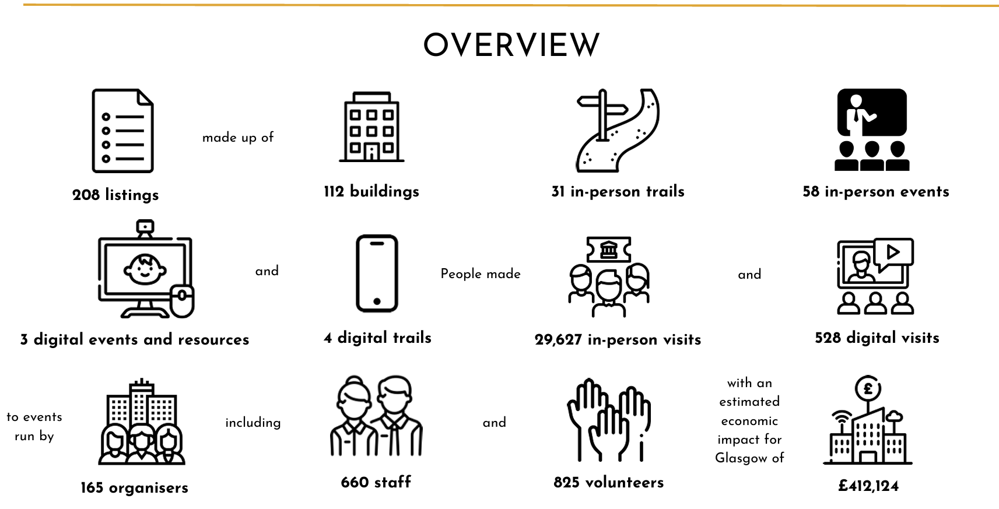 OVERVIEW
208 listings
made up of
112 buildings
31 in-person trails
58 in-person events
3 digital events and resources
and
4 digital trails
People made
29,627 in-person visits
and
528 digital visits
to events
run by
165 organisers
including
660 staff
and
825 volunteers
with an
estimated
economic
impact for
Glasgow of
£
£412,124